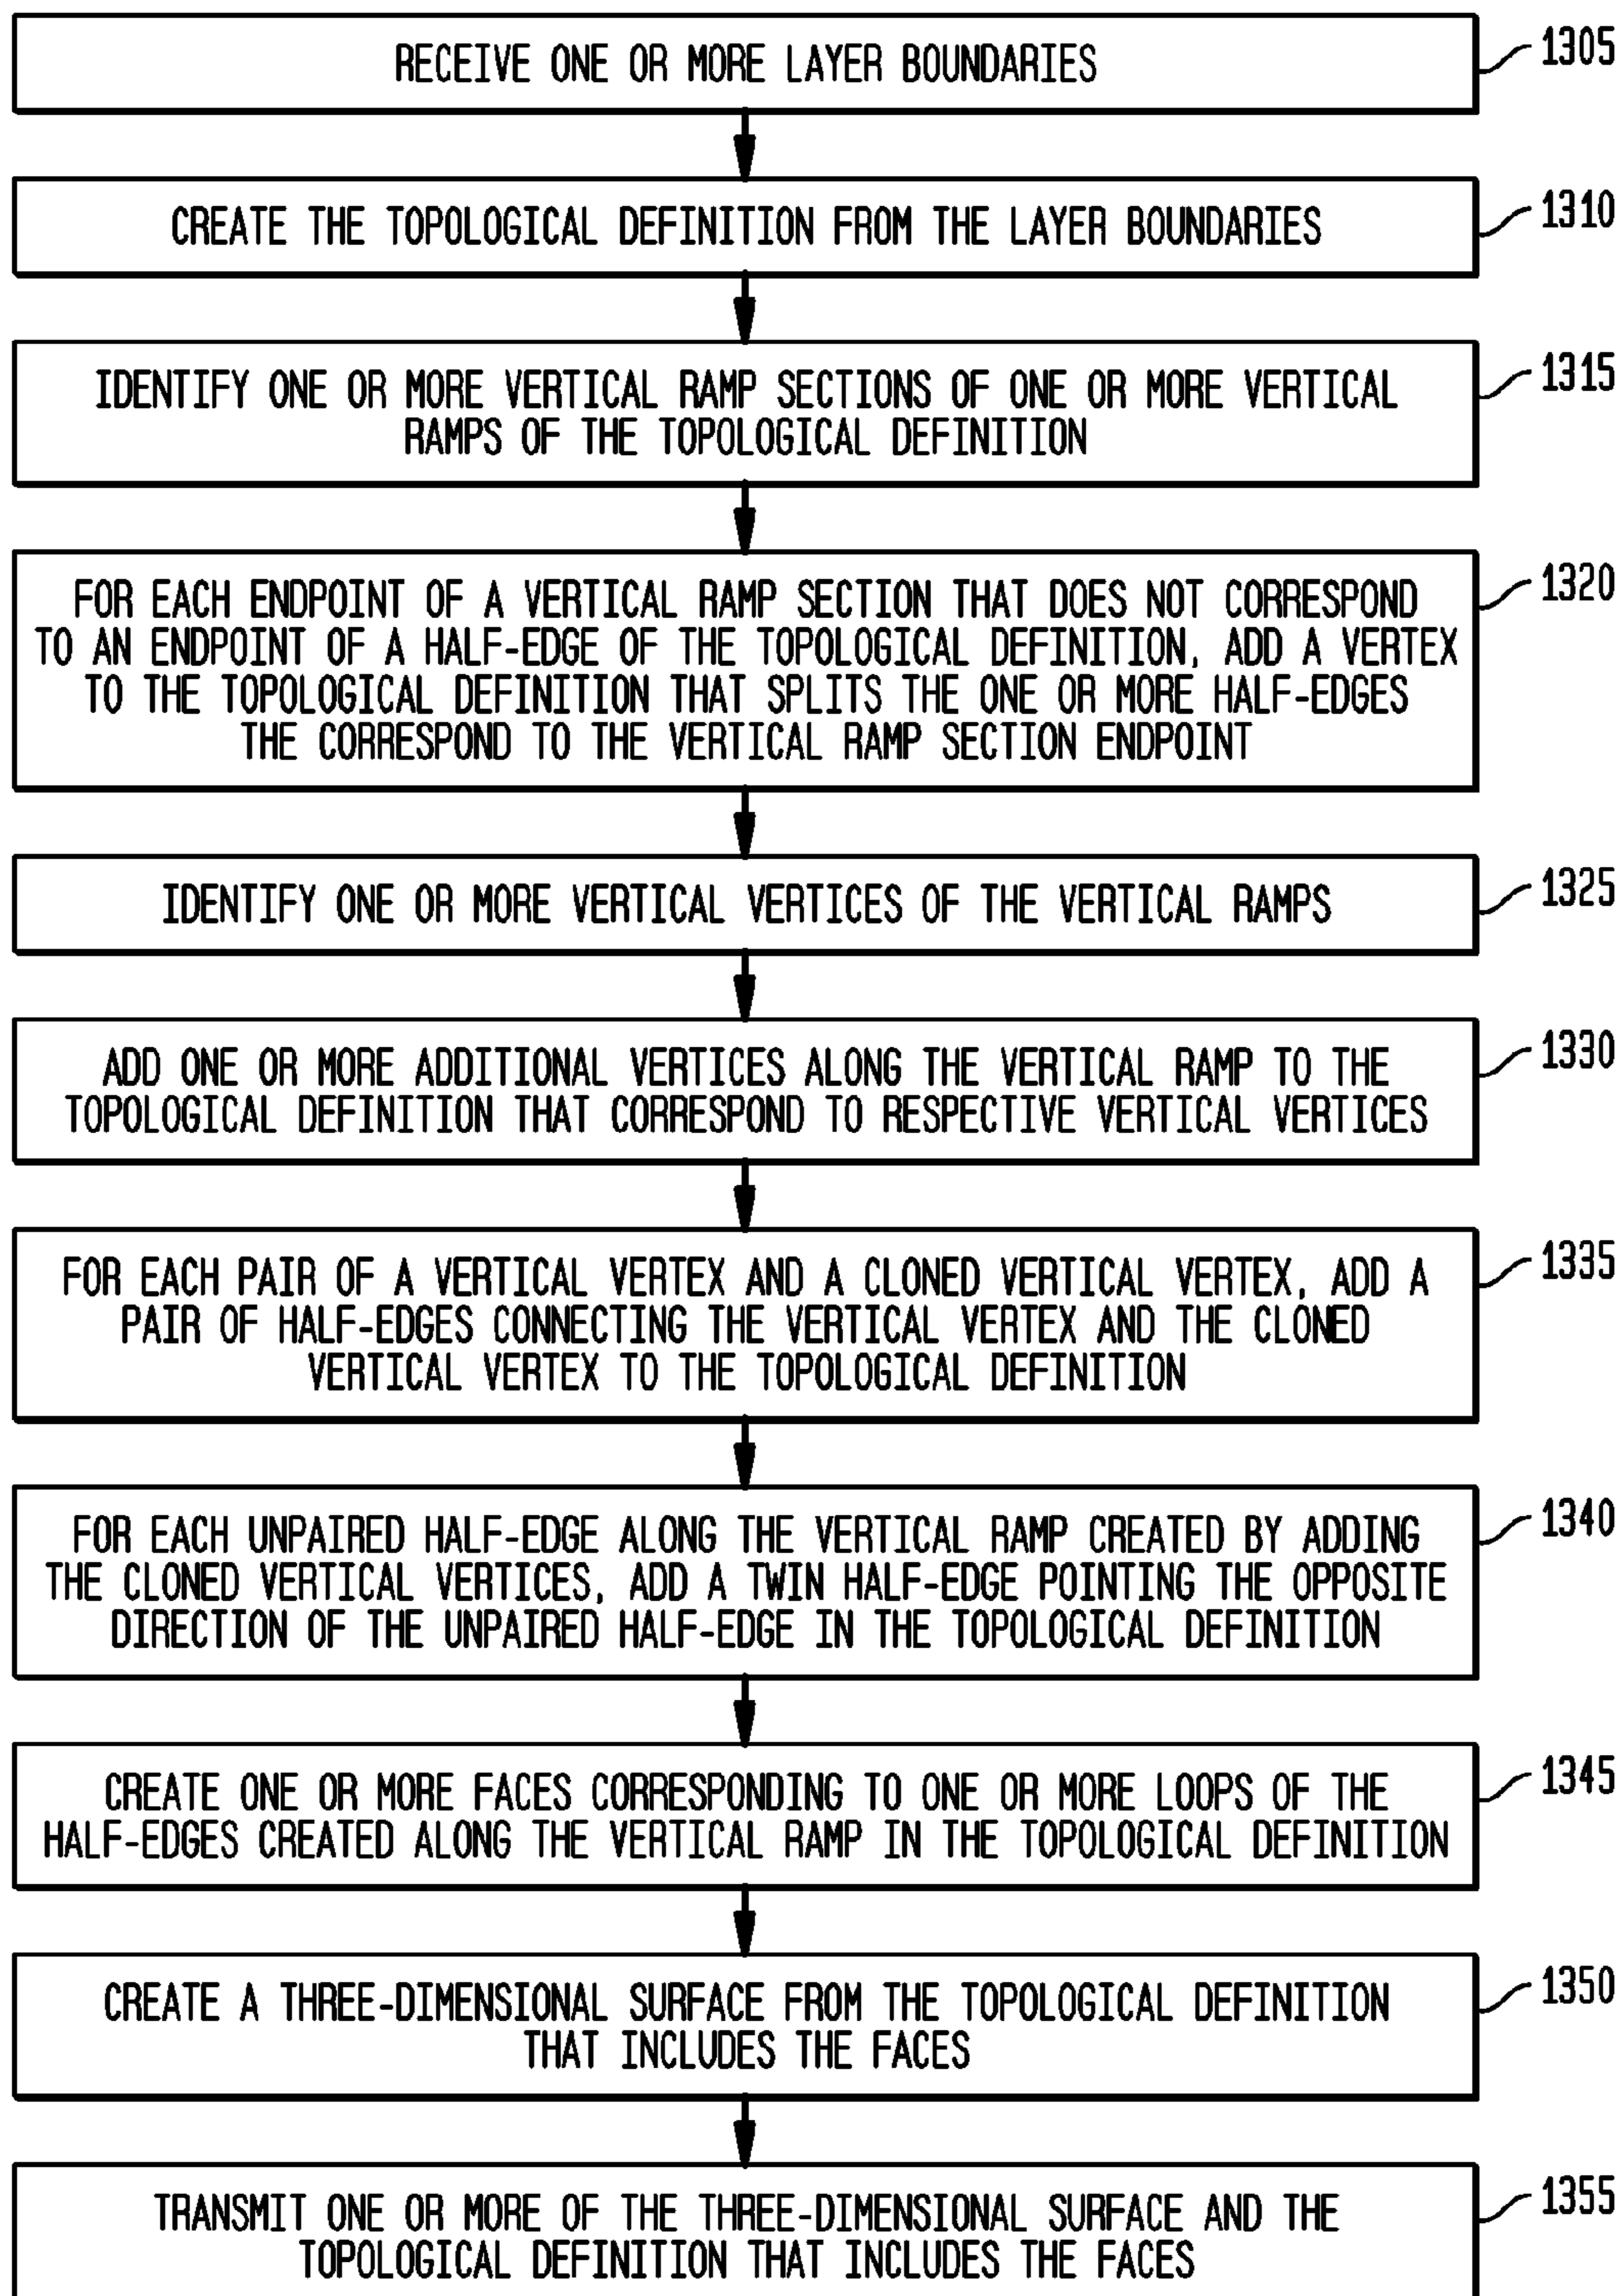 RECEIVE ONE OR MORE LAYER BOUNDARIES
1305
CREATE THE TOPOLOGICAL DEFINITION FROM THE LAYER BOUNDARIES
1310
IDENTIFY ONE OR MORE VERTICAL RAMP SECTIONS OF ONE OR MORE VERTICAL
RAMPS OF THE TOPOLOGICAL DEFINITION
1315
FOR EACH ENDPOINT OF A VERTICAL RAMP SECTION THAT DOES NOT CORRESPOND
TO AN ENDPOINT OF A HALF-EDGE OF THE TOPOLOGICAL DEFINITION, ADD A VERTEX
TO THE TOPOLOGICAL DEFINITION THAT SPLITS THE ONE OR MORE HALF-EDGES
THE CORRESPOND TO THE VERTICAL RAMP SECTION ENDPOINT
1320
IDENTIFY ONE OR MORE VERTICAL VERTICES OF THE VERTICAL RAMPS
1325
ADD ONE OR MORE ADDITIONAL VERTICES ALONG THE VERTICAL RAMP TO THE
TOPOLOGICAL DEFINITION THAT CORRESPOND TO RESPECTIVE VERTICAL VERTICES
1330
FOR EACH PAIR OF A VERTICAL VERTEX AND A CLONED VERTICAL VERTEX, ADD A
PAIR OF HALF-EDGES CONNECTING THE VERTICAL VERTEX AND THE CLONED
VERTICAL VERTEX TO THE TOPOLOGICAL DEFINITION
1335
FOR EACH UNPAIRED HALF-EDGE ALONG THE VERTICAL RAMP CREATED BY ADDING
THE CLONED VERTICAL VERTICES, ADD A TWIN HALF-EDGE POINTING THE OPPOSITE
DIRECTION OF THE UNPAIRED HALF-EDGE IN THE TOPOLOGICAL DEFINITION
1340
CREATE ONE OR MORE FACES CORRESPONDING TO ONE OR MORE LOOPS OF THE
HALF-EDGES CREATED ALONG THE VERTICAL RAMP IN THE TOPOLOGICAL DEFINITION
1345
CREATE A THREE-DIMENSIONAL SURFACE FROM THE TOPOLOGICAL DEFINITION
THAT INCLUDES THE FACES
1350
TRANSMIT ONE OR MORE OF THE THREE-DIMENSIONAL SURFACE AND THE
TOPOLOGICAL DEFINITION THAT INCLUDES THE FACES
1355